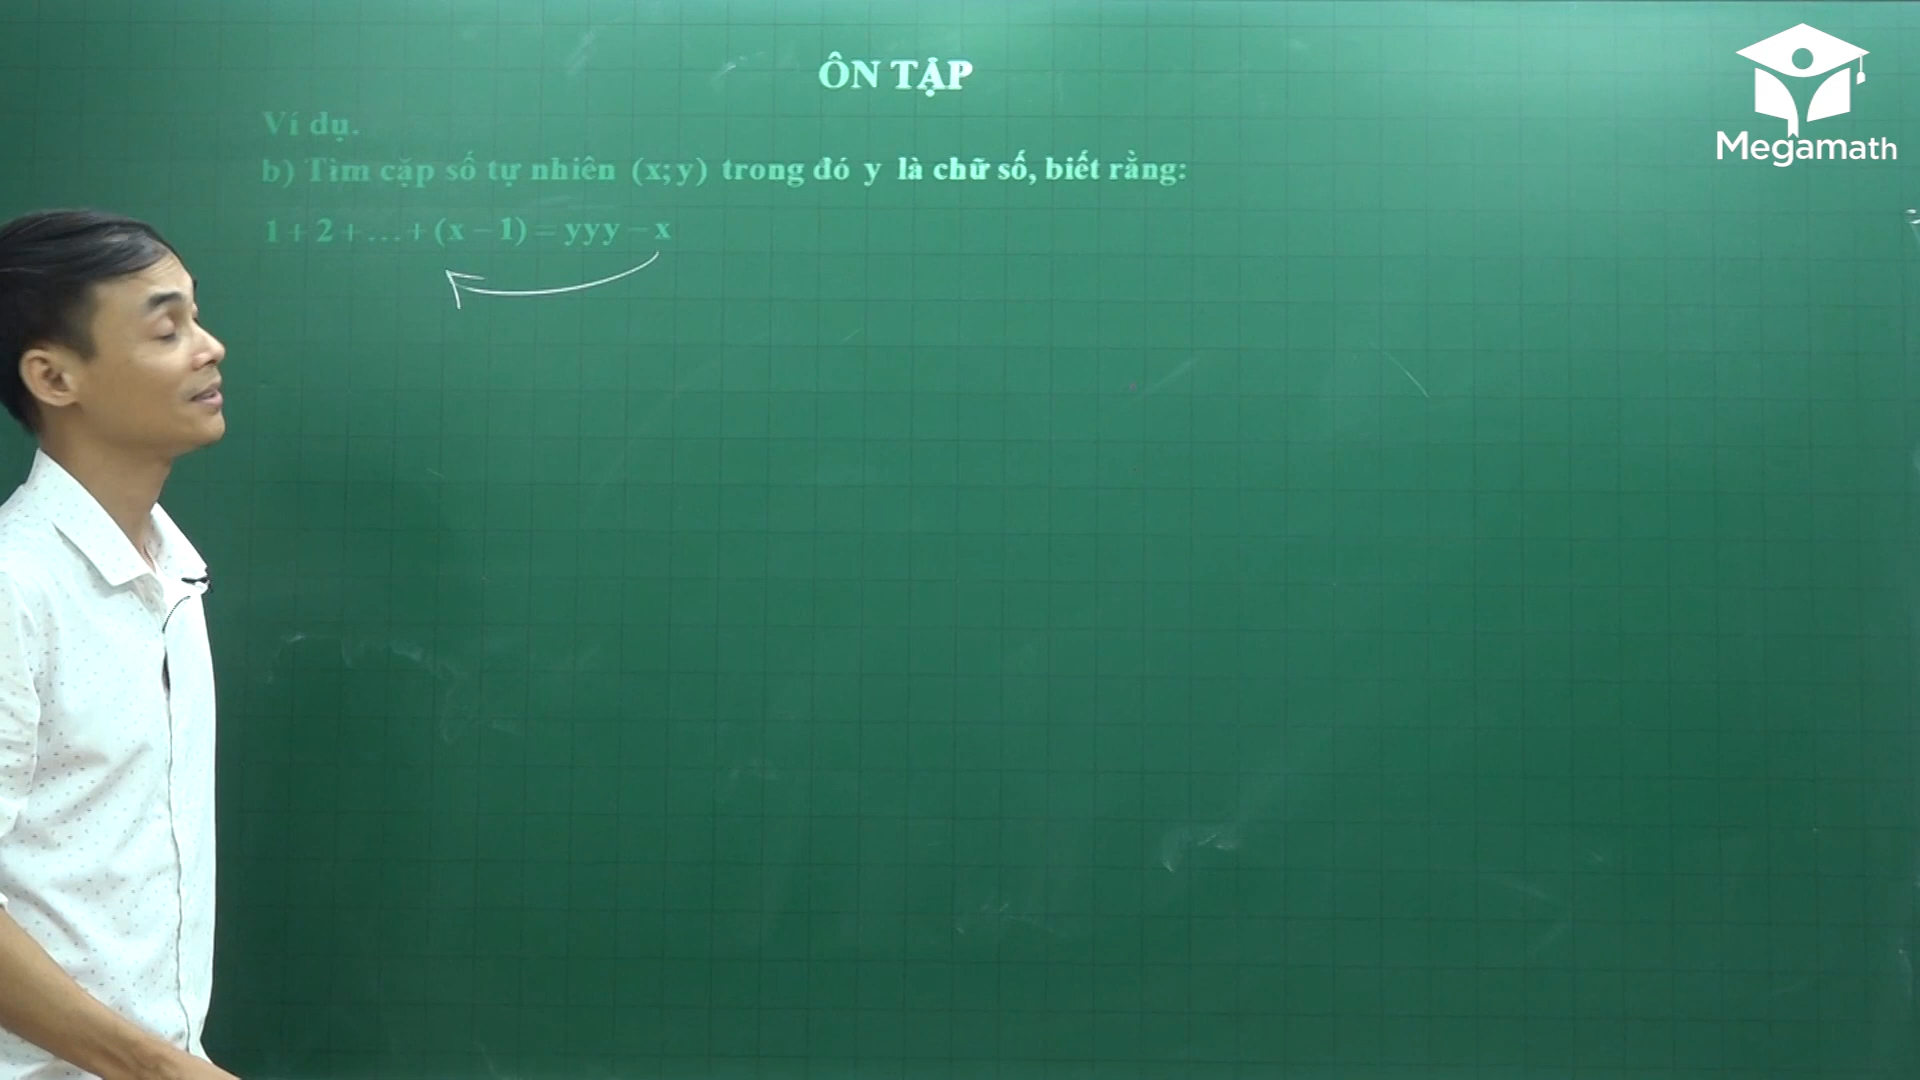 ÔN TẬP
Megamath
Ví dụ.
b) Tìm cặp số tự nhiên (x; y) trong đó y là chữ số, biết rằng:
1 + 2 + ... + (x − 1) = yyy − x